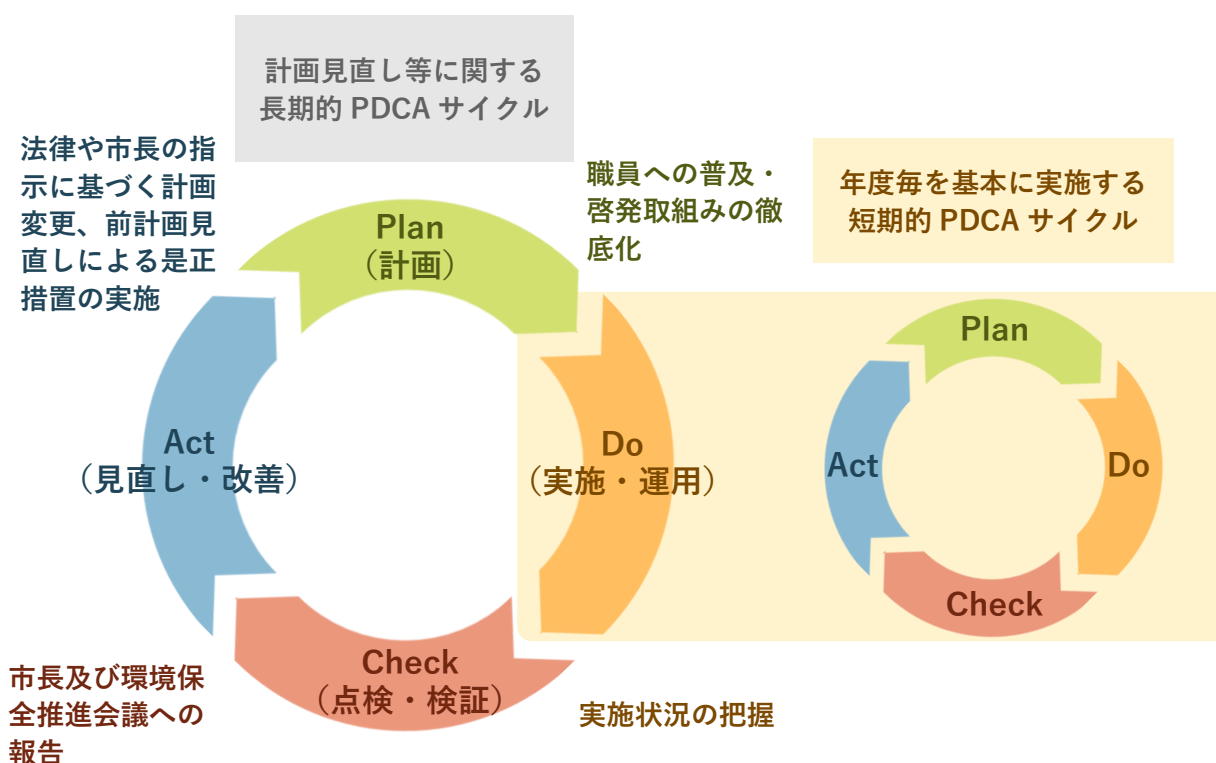 計画見直し等に関する
長期的 PDCA サイクル
法律や市長の指
示に基づく計画
変更、前計画見
直しによる是正
措置の実施
Plan
（計画）
職員への普及・
啓発取組みの徹
底化
Act
（見直し・改善）
Do
（実施・運用）
Check
（点検・検証）
市長及び環境保
全推進会議への
報告
実施状況の把握
年度毎を基本に実施する
短期的 PDCA サイクル
Plan
Act
Do
Check